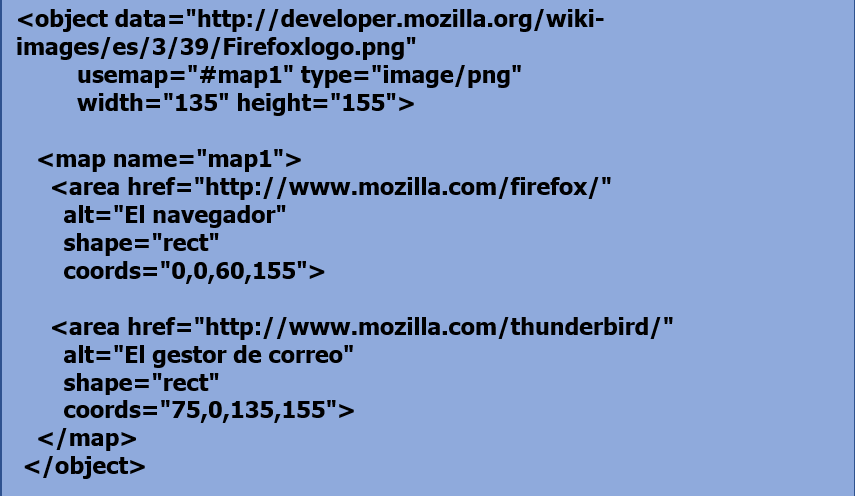 <object data="http://developer.mozilla.org/wiki-
images/es/3/39/Firefoxlogo.png"
usemap="#map1" type="image/png"
width="135" height="155">
<map name="map1">
<area href="http://www.mozilla.com/firefox/"
alt="El navegador"
shape="rect"
coords="0,0,60,155">
<area href="http://www.mozilla.com/thunderbird/"
alt="El gestor de correo"
shape="rect"
coords="75,0,135,155">
</map>
</object>